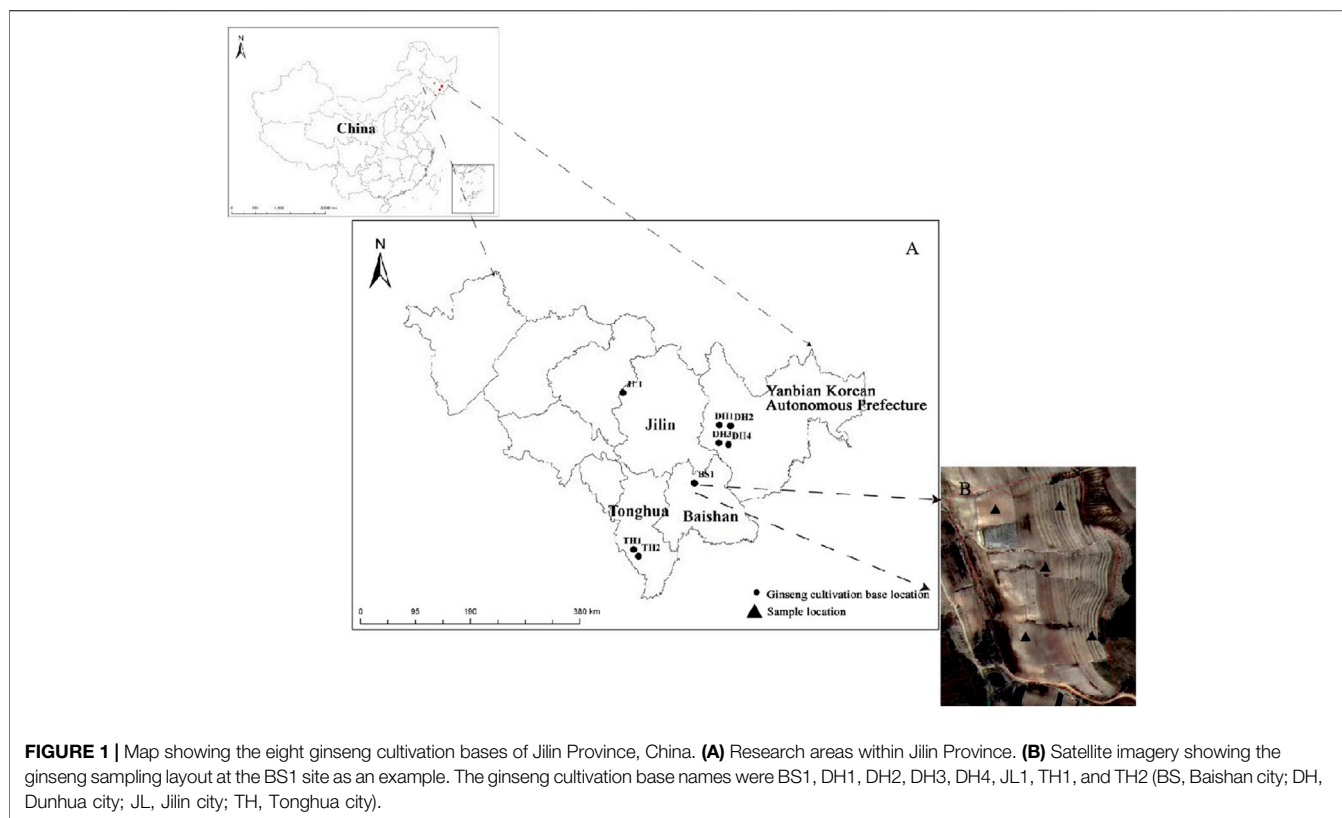 N
China
0
N
A
JL1
Yanbian Korean
Autonomous Prefecture
DH1 DH2
Jilin
DH3 DH4
BS1
B
Tonghua
Baishan
TH1
TH2
● Ginseng cultivation base location
▲ Sample location
0 95 190 380 km
FIGURE 1 | Map showing the eight ginseng cultivation bases of Jilin Province, China. (A) Research areas within Jilin Province. (B) Satellite imagery showing the
ginseng sampling layout at the BS1 site as an example. The ginseng cultivation base names were BS1, DH1, DH2, DH3, DH4, JL1, TH1, and TH2 (BS, Baishan city; DH,
Dunhua city; JL, Jilin city; TH, Tonghua city).